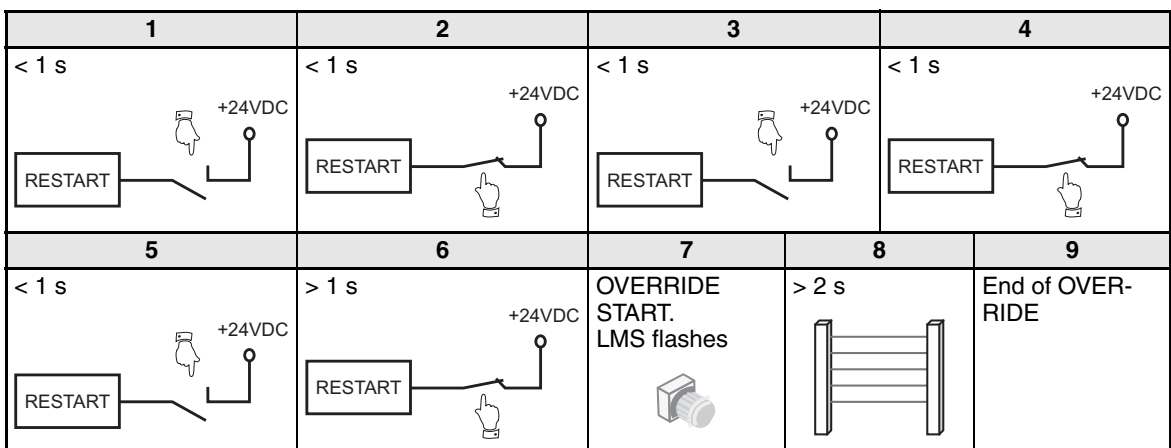 1 2 3 4
< 1 s < 1 s < 1 s < 1 s
+24VDC +24VDC +24VDC +24VDC
RESTART RESTART RESTART RESTART
5 6 7 8 9
< 1 s > 1 s OVERRIDE > 2 s End of OVER-
START. RIDE
LMS flashes
+24VDC +24VDC
RESTART RESTART